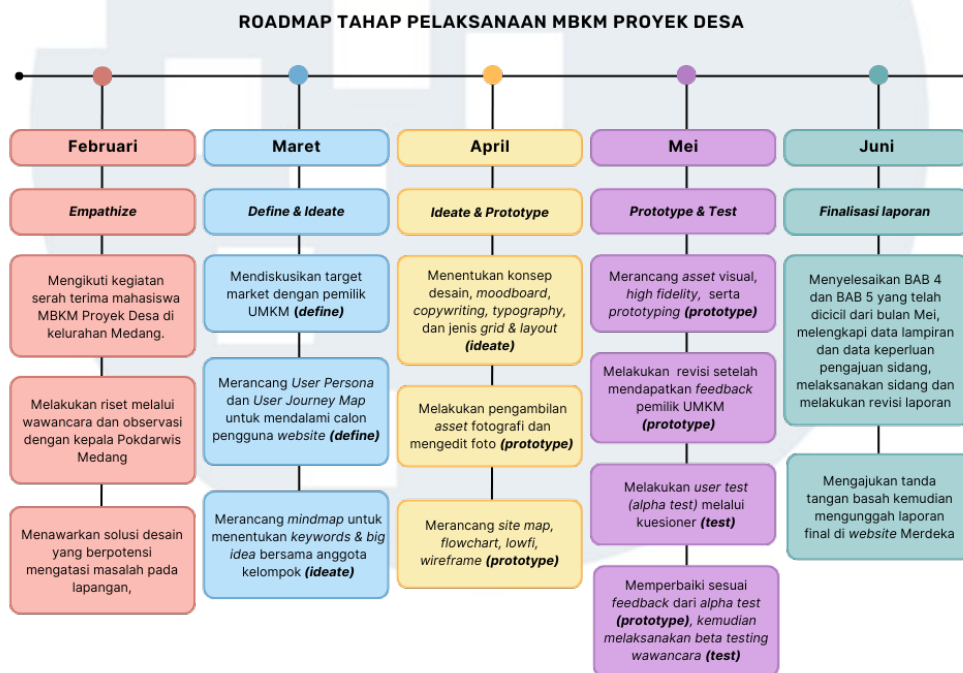 ROADMAP TAHAP PELAKSANAAN MBKM PROYEK DESA
Februari
Empathize
Mengikuti kegiatan
serah terima mahasiswa
MBKM Proyek Desa di
kelurahan Medang.
Melakukan riset melalui
wawancara dan observasi
dengan kepala Pokdarwis
Medang
Menawarkan solusi desain
yang berpotensi
mengatasi masalah pada
lapangan,
Maret
Define & Ideate
Mendiskusikan target
market dengan pemilik
UMKM (define)
Merancang User Persona
dan User Journey Map
untuk mendalami calon
pengguna website (define)
Merancang mindmap untuk
menentukan keywords & big
idea bersama anggota
kelompok (ideate)
April
Ideate & Prototype
Menentukan konsep
desain, moodboard,
copywriting, typography,
dan jenis grid & layout
(ideate)
Melakukan pengambilan
asset fotografi dan
mengedit foto (prototype)
Merancang site map,
flowchart, lowfi,
wireframe (prototype)
Mei
Prototype & Test
Merancang asset visual,
high fidelity, serta
prototyping (prototype)
Melakukan revisi setelah
mendapatkan feedback
pemilik UMKM
(prototype)
Melakukan user test
(alpha test) melalui
kuesioner (test)
Memperbaiki sesuai
feedback dari alpha test
(prototype), kemudian
melaksanakan beta testing
wawancara (test)
Juni
Finalisasi laporan
Menyelesaikan BAB 4
dan BAB 5 yang telah
dicicil dari bulan Mei,
melengkapi data lampiran
dan data keperluan
pengajuan sidang,
melaksanakan sidang dan
melakukan revisi laporan
Mengajukan tanda
tangan basah kemudian
mengunggah laporan
final di website Merdeka